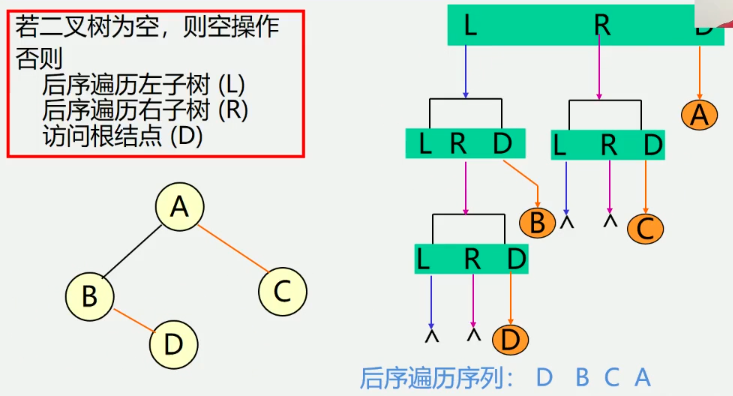 若二叉树为空，则空操作
否则
后序遍历左子树 (L)
后序遍历右子树 (R)
访问根结点 (D)
A
B
C
D
L R D
A
L R D
L R D
B
^ ^
C
L R D
^ ^
D
后序遍历序列： D B C A